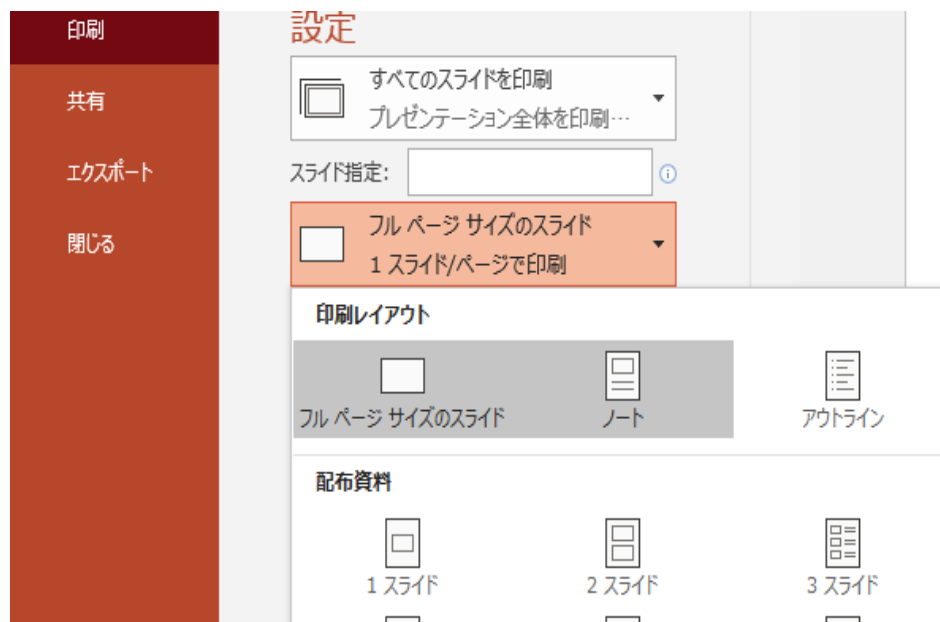 印刷
共有
エクスポート
閉じる
設定
すべてのスライドを印刷
プレゼンテーション全体を印刷…
スライド指定:
フル ページ サイズのスライド
1 スライド/ページで印刷
印刷レイアウト
フル ページ サイズのスライド
ノート
アウトライン
配布資料
1 スライド
2 スライド
3 スライド